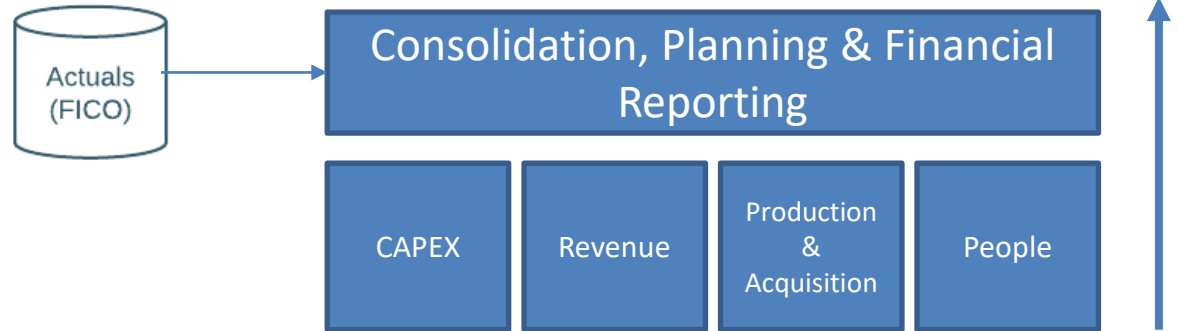 Actuals
(FICO)
Consolidation, Planning & Financial
Reporting
CAPEX
Revenue
Production
&
Acquisition
People